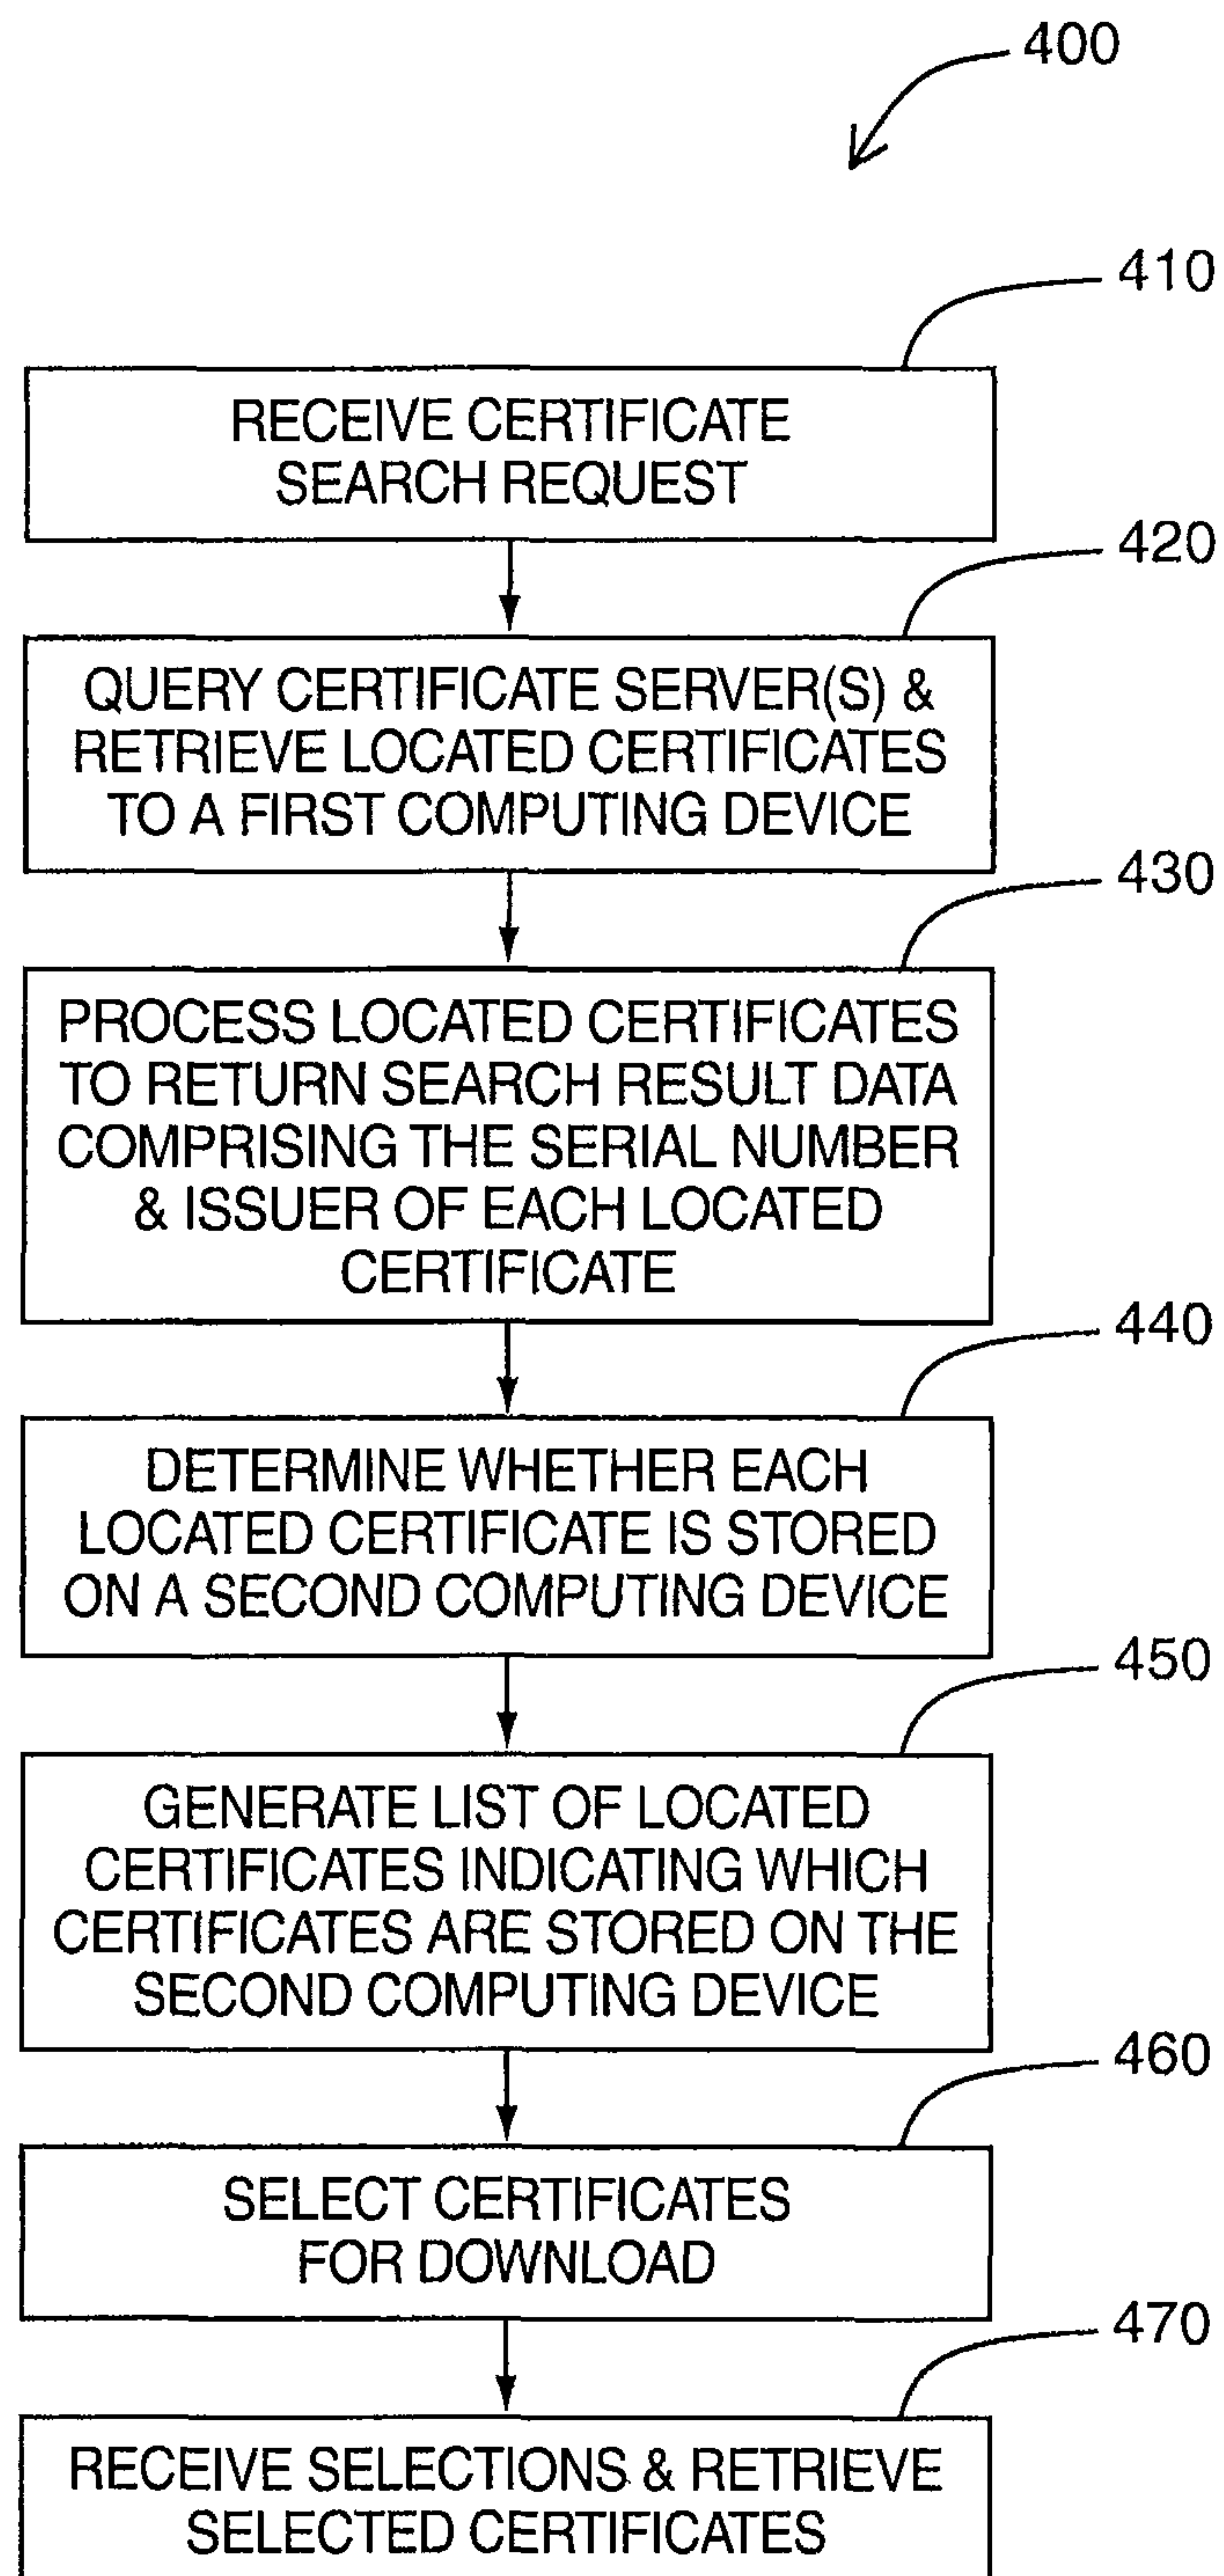 400
410
RECEIVE CERTIFICATE
SEARCH REQUEST
420
QUERY CERTIFICATE SERVER(S) &
RETRIEVE LOCATED CERTIFICATES
TO A FIRST COMPUTING DEVICE
430
PROCESS LOCATED CERTIFICATES
TO RETURN SEARCH RESULT DATA
COMPRISING THE SERIAL NUMBER
& ISSUER OF EACH LOCATED
CERTIFICATE
440
DETERMINE WHETHER EACH
LOCATED CERTIFICATE IS STORED
ON A SECOND COMPUTING DEVICE
450
GENERATE LIST OF LOCATED
CERTIFICATES INDICATING WHICH
CERTIFICATES ARE STORED ON THE
SECOND COMPUTING DEVICE
460
SELECT CERTIFICATES
FOR DOWNLOAD
470
RECEIVE SELECTIONS & RETRIEVE
SELECTED CERTIFICATES